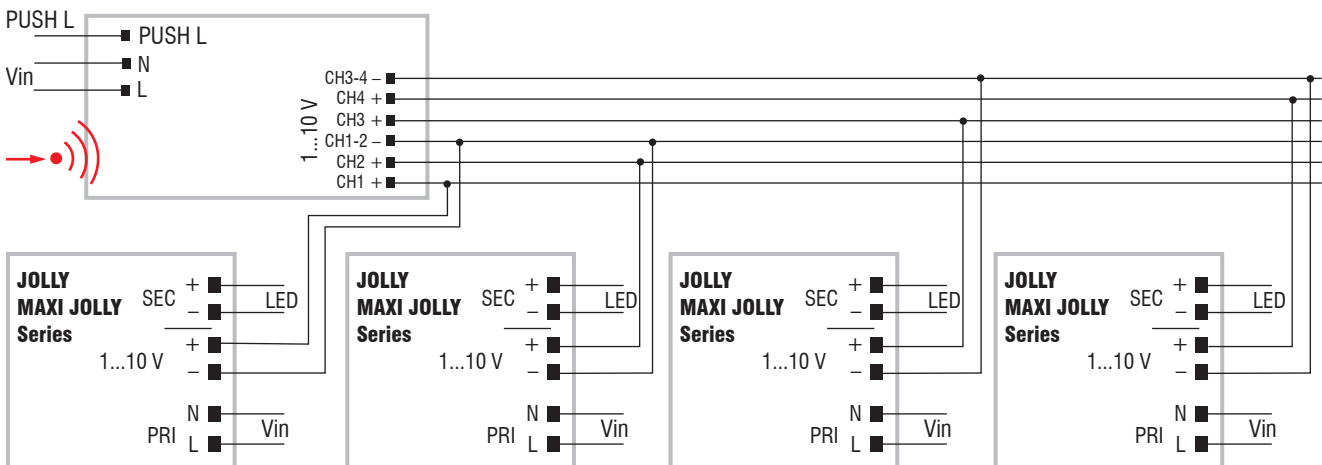 PUSH L
PUSH L
N
Vin
L
CH3-4 –
CH4 +
CH3 +
CH1-2 –
CH2 +
CH1 +
1...10 V
JOLLY
MAXI JOLLY
Series
SEC
+
–
LED
1...10 V
+
–
PRI
N
L
Vin
JOLLY
MAXI JOLLY
Series
SEC
+
–
LED
1...10 V
+
–
PRI
N
L
Vin
JOLLY
MAXI JOLLY
Series
SEC
+
–
LED
1...10 V
+
–
PRI
N
L
Vin
JOLLY
MAXI JOLLY
Series
SEC
+
–
LED
1...10 V
+
–
PRI
N
L
Vin